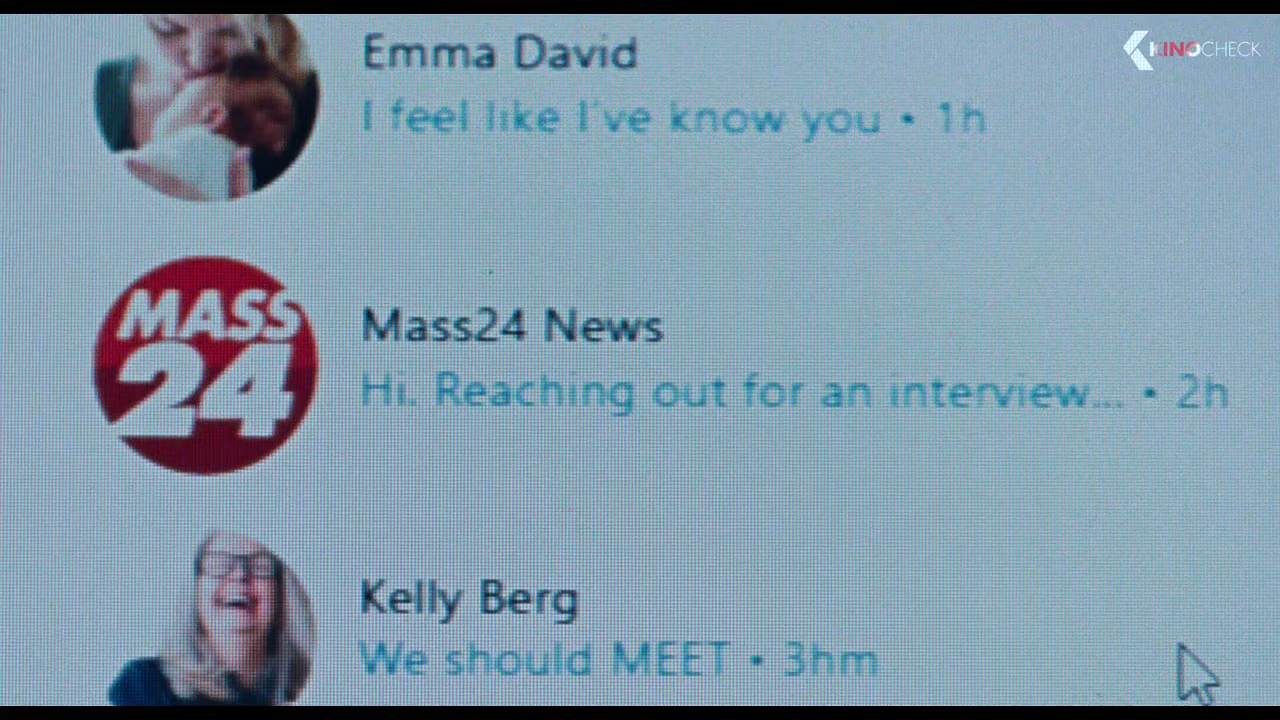 Emma David
KINOCHECK
I feel like I've know you • 1h
MASS
24
Mass24 News
Hi. Reaching out for an interview... • 2h
Kelly Berg
We should MEET • 3hm